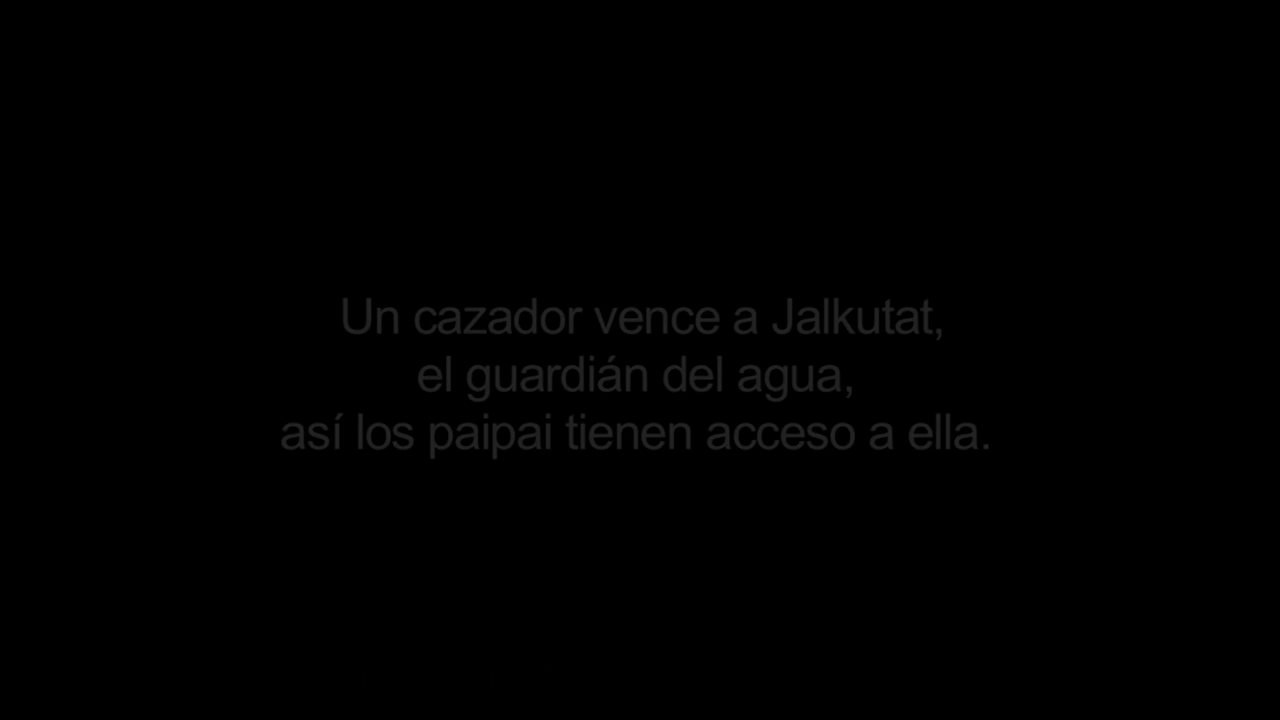 Un cazador vence a Jalkutat,
el guardián del agua,
así los paipai tienen acceso a ella.